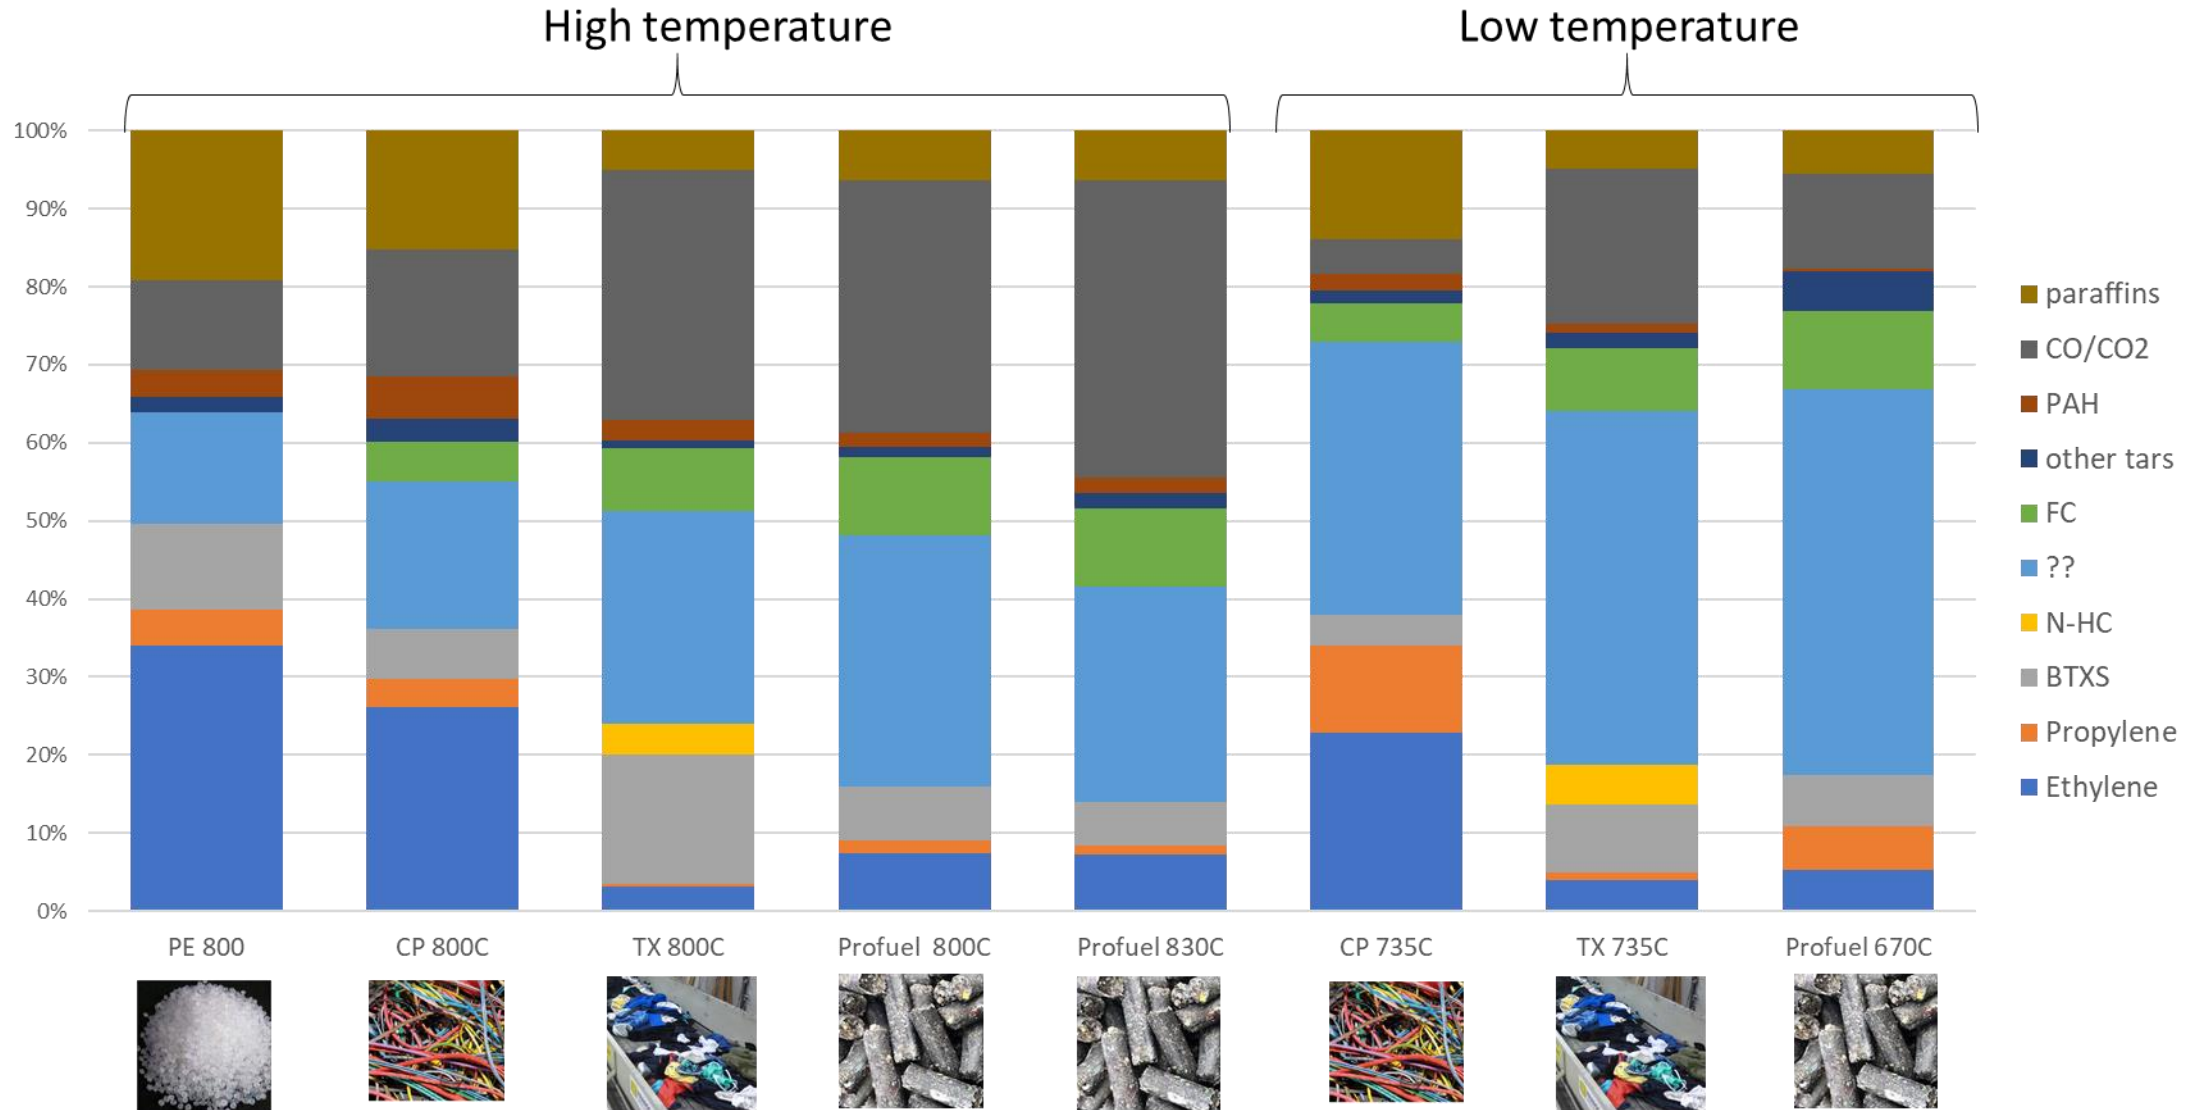 High temperature
Low temperature
100%
90%
80%
70%
60%
50%
40%
30%
20%
10%
0%
paraffins
CO/CO2
PAH
other tars
FC
??
N-HC
BTXS
Propylene
Ethylene
PE 800
CP 800C
TX 800C
Profuel 800C
Profuel 830C
CP 735C
TX 735C
Profuel 670C